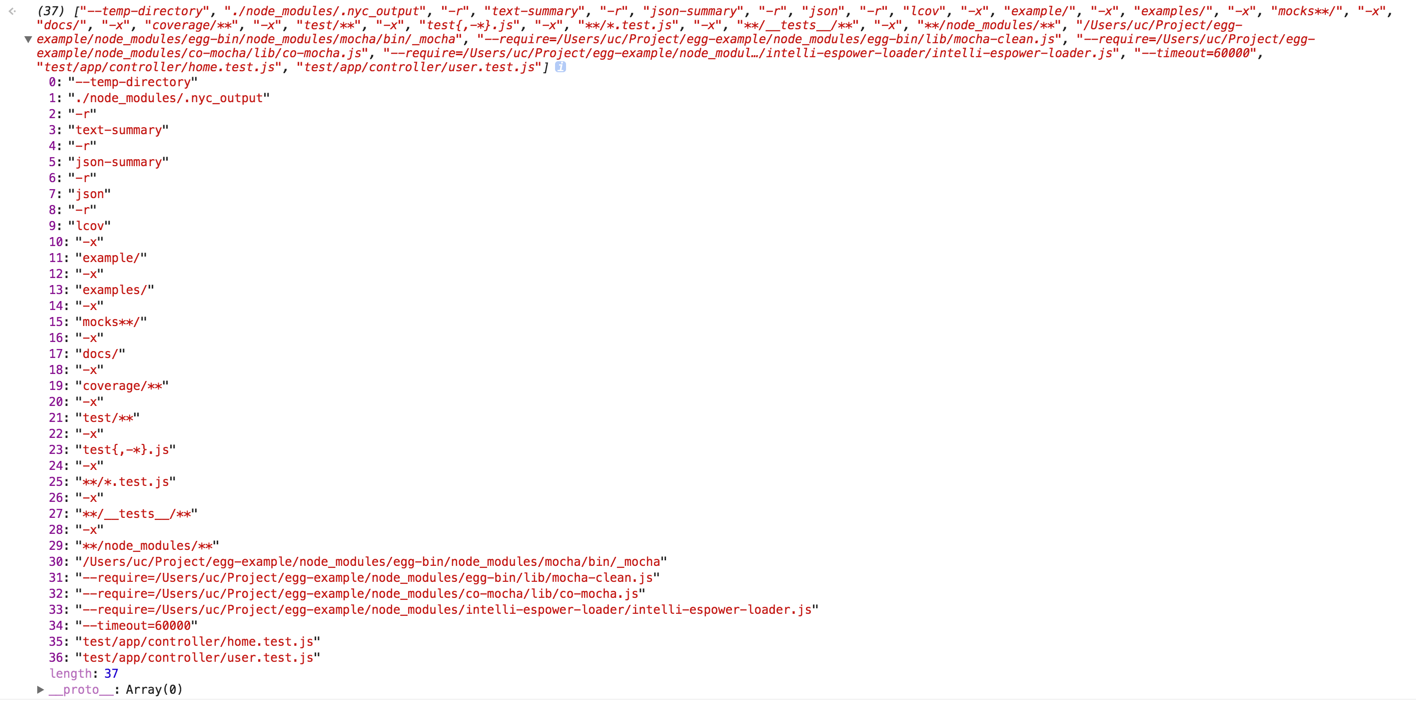 (37) ["--temp-directory", "./node_modules/.nyc_output", "-r", "text-summary", "-r", "json-summary", "-r", "json", "-r", "lcov", "-x", "example/", "-x", "examples/", "-x", "mocks**/", "-x",
"docs/", "-x", "coverage/**", "-x", "test/**", "-x", "test{,-*}.js", "-x", "**/*.test.js", "-x", "**/__tests__/**", "-x", "**/node_modules/**", "/Users/uc/Project/egg-
example/node_modules/egg-bin/node_modules/mocha/bin/_mocha", "--require=/Users/uc/Project/egg-example/node_modules/egg-bin/lib/mocha-clean.js", "--require=/Users/uc/Project/egg-
example/node_modules/co-mocha/lib/co-mocha.js", "--require=/Users/uc/Project/egg-example/node_modul…/intelli-espower-loader/intelli-espower-loader.js", "--timeout=60000",
"test/app/controller/home.test.js", "test/app/controller/user.test.js"] i
0: "--temp-directory"
1: "./node_modules/.nyc_output"
2: "-r"
3: "text-summary"
4: "-r"
5: "json-summary"
6: "-r"
7: "json"
8: "-r"
9: "lcov"
10: "-x"
11: "example/"
12: "-x"
13: "examples/"
14: "-x"
15: "mocks**/"
16: "-x"
17: "docs/"
18: "-x"
19: "coverage/**"
20: "-x"
21: "test/**"
22: "-x"
23: "test{,-*}.js"
24: "-x"
25: "**/*.test.js"
26: "-x"
27: "**/__tests__/**"
28: "-x"
29: "**/node_modules/**"
30: "/Users/uc/Project/egg-example/node_modules/egg-bin/node_modules/mocha/bin/_mocha"
31: "--require=/Users/uc/Project/egg-example/node_modules/egg-bin/lib/mocha-clean.js"
32: "--require=/Users/uc/Project/egg-example/node_modules/co-mocha/lib/co-mocha.js"
33: "--require=/Users/uc/Project/egg-example/node_modules/intelli-espower-loader/intelli-espower-loader.js"
34: "--timeout=60000"
35: "test/app/controller/home.test.js"
36: "test/app/controller/user.test.js"
length: 37
__proto__: Array(0)